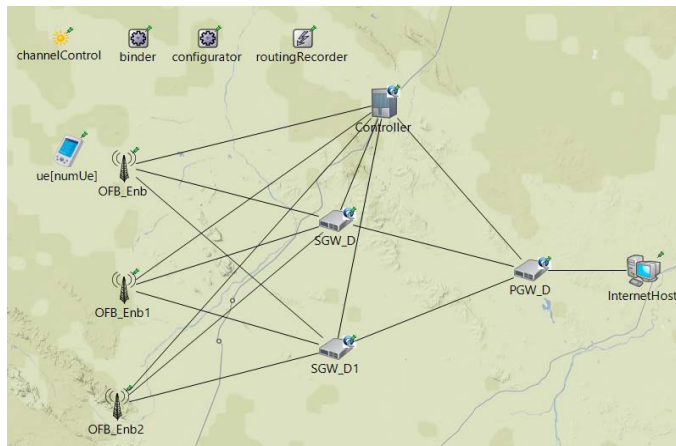 channelControl
binder
configurator
routingRecorder
Controller
ue[numUe]
OFB_Enb
SGW_D
PGW_D
InternetHost
OFB_Enb1
SGW_D1
OFB_Enb2